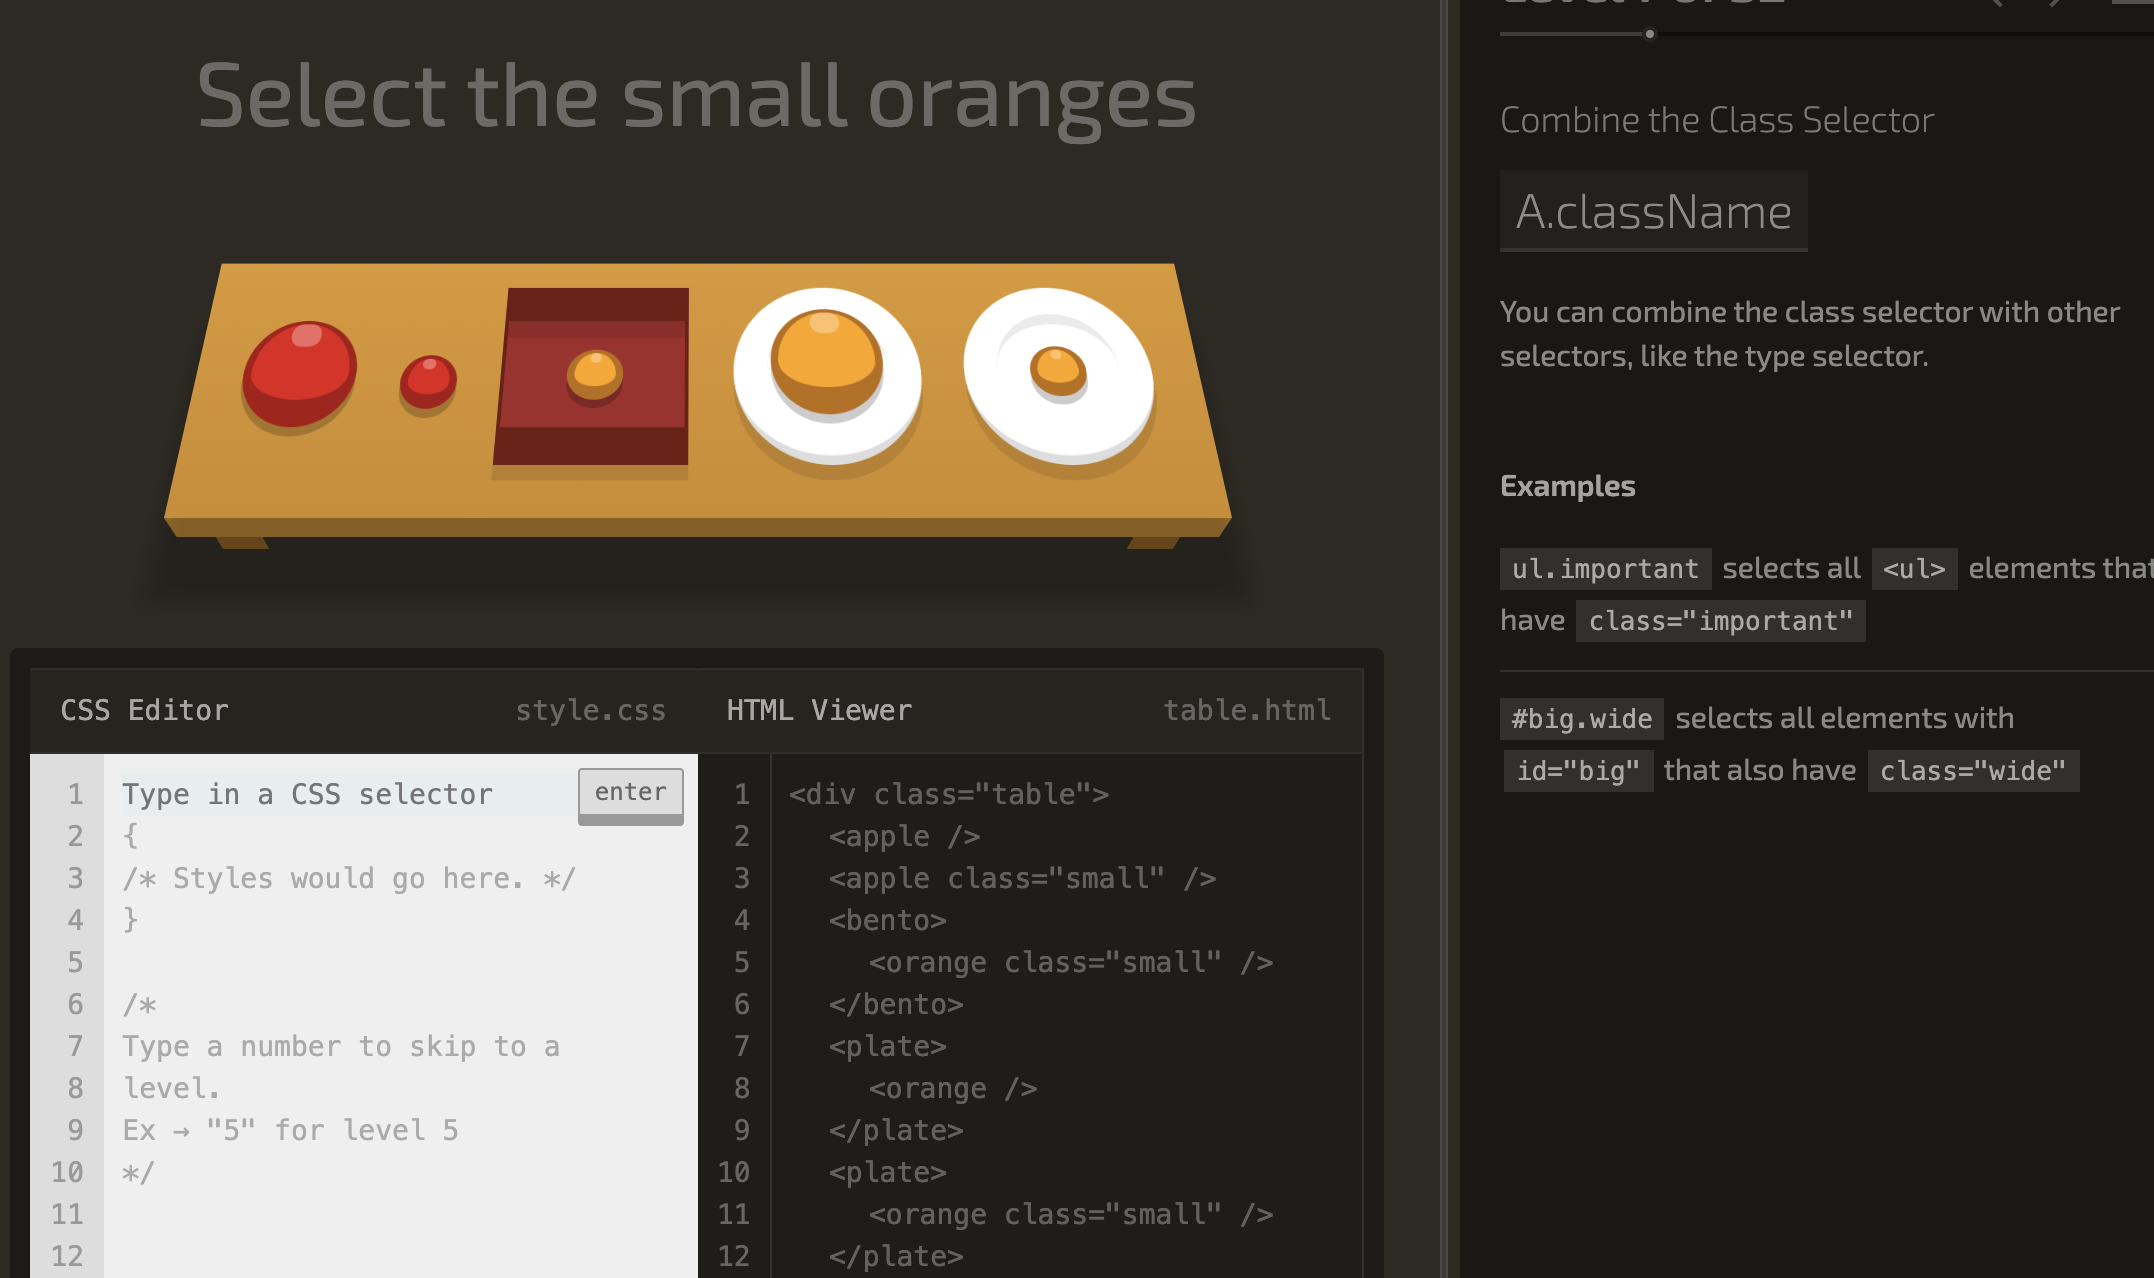 Select the small oranges
CSS Editor style.css
1 Type in a CSS selector enter
2 {
3 /* Styles would go here. */
4 }
5
6 /*
7 Type a number to skip to a
8 level.
9 Ex → "5" for level 5
10 */
11
12
HTML Viewer table.html
1 <div class="table">
2 <apple />
3 <apple class="small" />
4 <bento>
5 <orange class="small" />
6 </bento>
7 <plate>
8 <orange />
9 </plate>
10 <plate>
11 <orange class="small" />
12 </plate>
Combine the Class Selector
A.className
You can combine the class selector with other
selectors, like the type selector.
Examples
ul.important selects all <ul> elements that
have class="important"
#big.wide selects all elements with
id="big" that also have class="wide"